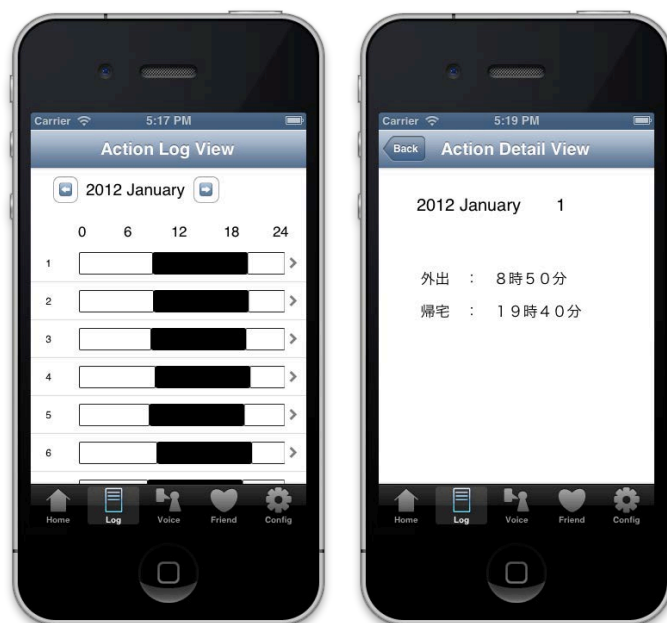 Carrier 5:17 PM
Action Log View
2012 January
0 6 12 18 24
1
2
3
4
5
6
Home Log Voice Friend Config
Carrier 5:19 PM
Back Action Detail View
2012 January 1
外出 : 8時50分
帰宅 : 19時40分
Home Log Voice Friend Config